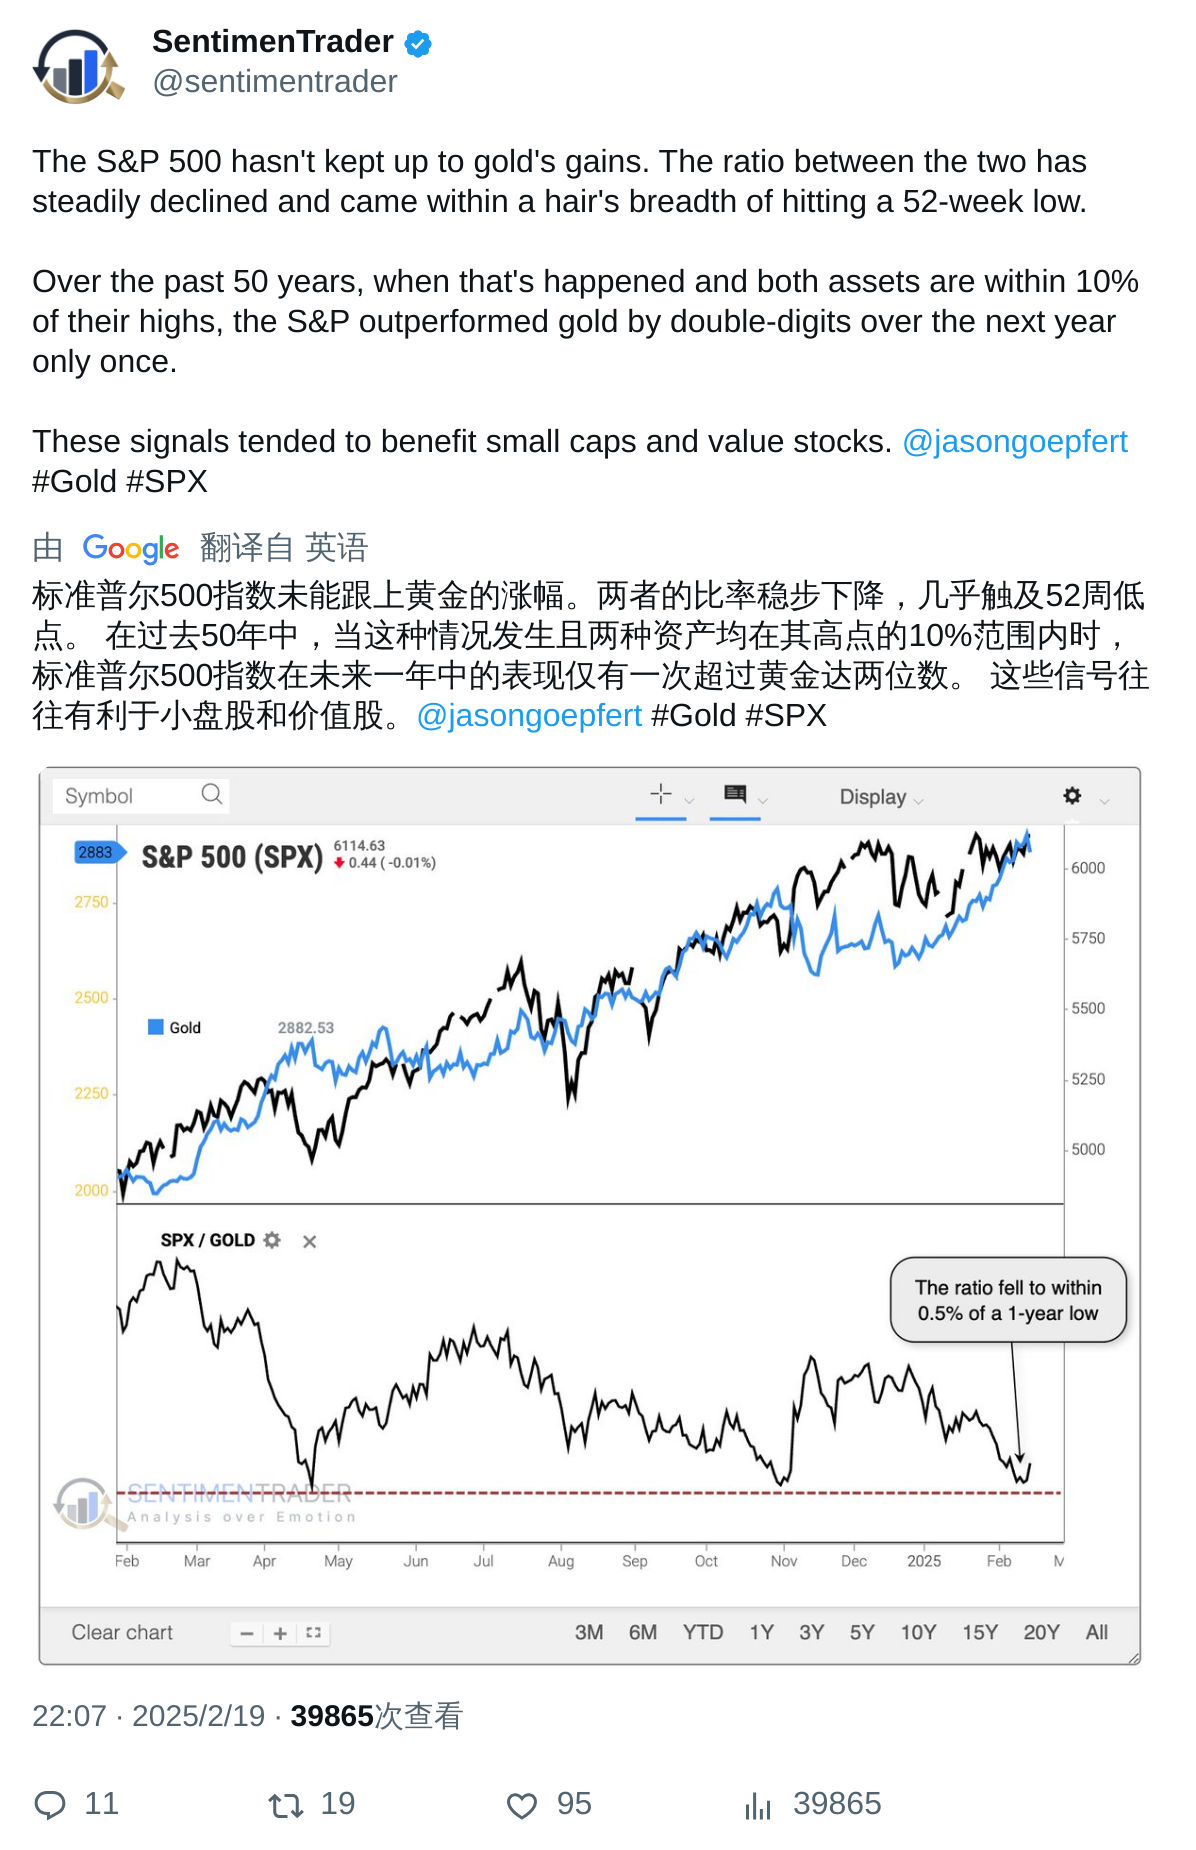 SentimenTrader
@sentimentrader
The S&P 500 hasn't kept up to gold's gains. The ratio between the two has
steadily declined and came within a hair's breadth of hitting a 52-week low.
Over the past 50 years, when that's happened and both assets are within 10%
of their highs, the S&P outperformed gold by double-digits over the next year
only once.
These signals tended to benefit small caps and value stocks. @jasongoepfert
#Gold #SPX
由 Google 翻译自 英语
标准普尔500指数未能跟上黄金的涨幅。两者的比率稳步下降，几乎触及52周低
点。 在过去50年中，当这种情况发生且两种资产均在其高点的10%范围内时，
标准普尔500指数在未来一年中的表现仅有一次超过黄金达两位数。 这些信号往
往有利于小盘股和价值股。@jasongoepfert #Gold #SPX
Symbol
Display
2883
S&P 500 (SPX)
6114.63
0.44 ( -0.01%)
6000
2750
5750
2500
5500
Gold 2882.53
5250
2250
5000
2000
SPX / GOLD
The ratio fell to within
0.5% of a 1-year low
SENTIMENTRADER
Analysis over Emotion
Feb Mar Apr May Jun Jul Aug Sep Oct Nov Dec 2025 Feb M
Clear chart − + 3M 6M YTD 1Y 3Y 5Y 10Y 15Y 20Y All
22:07 · 2025/2/19 · 39865次查看
11 19 95 39865